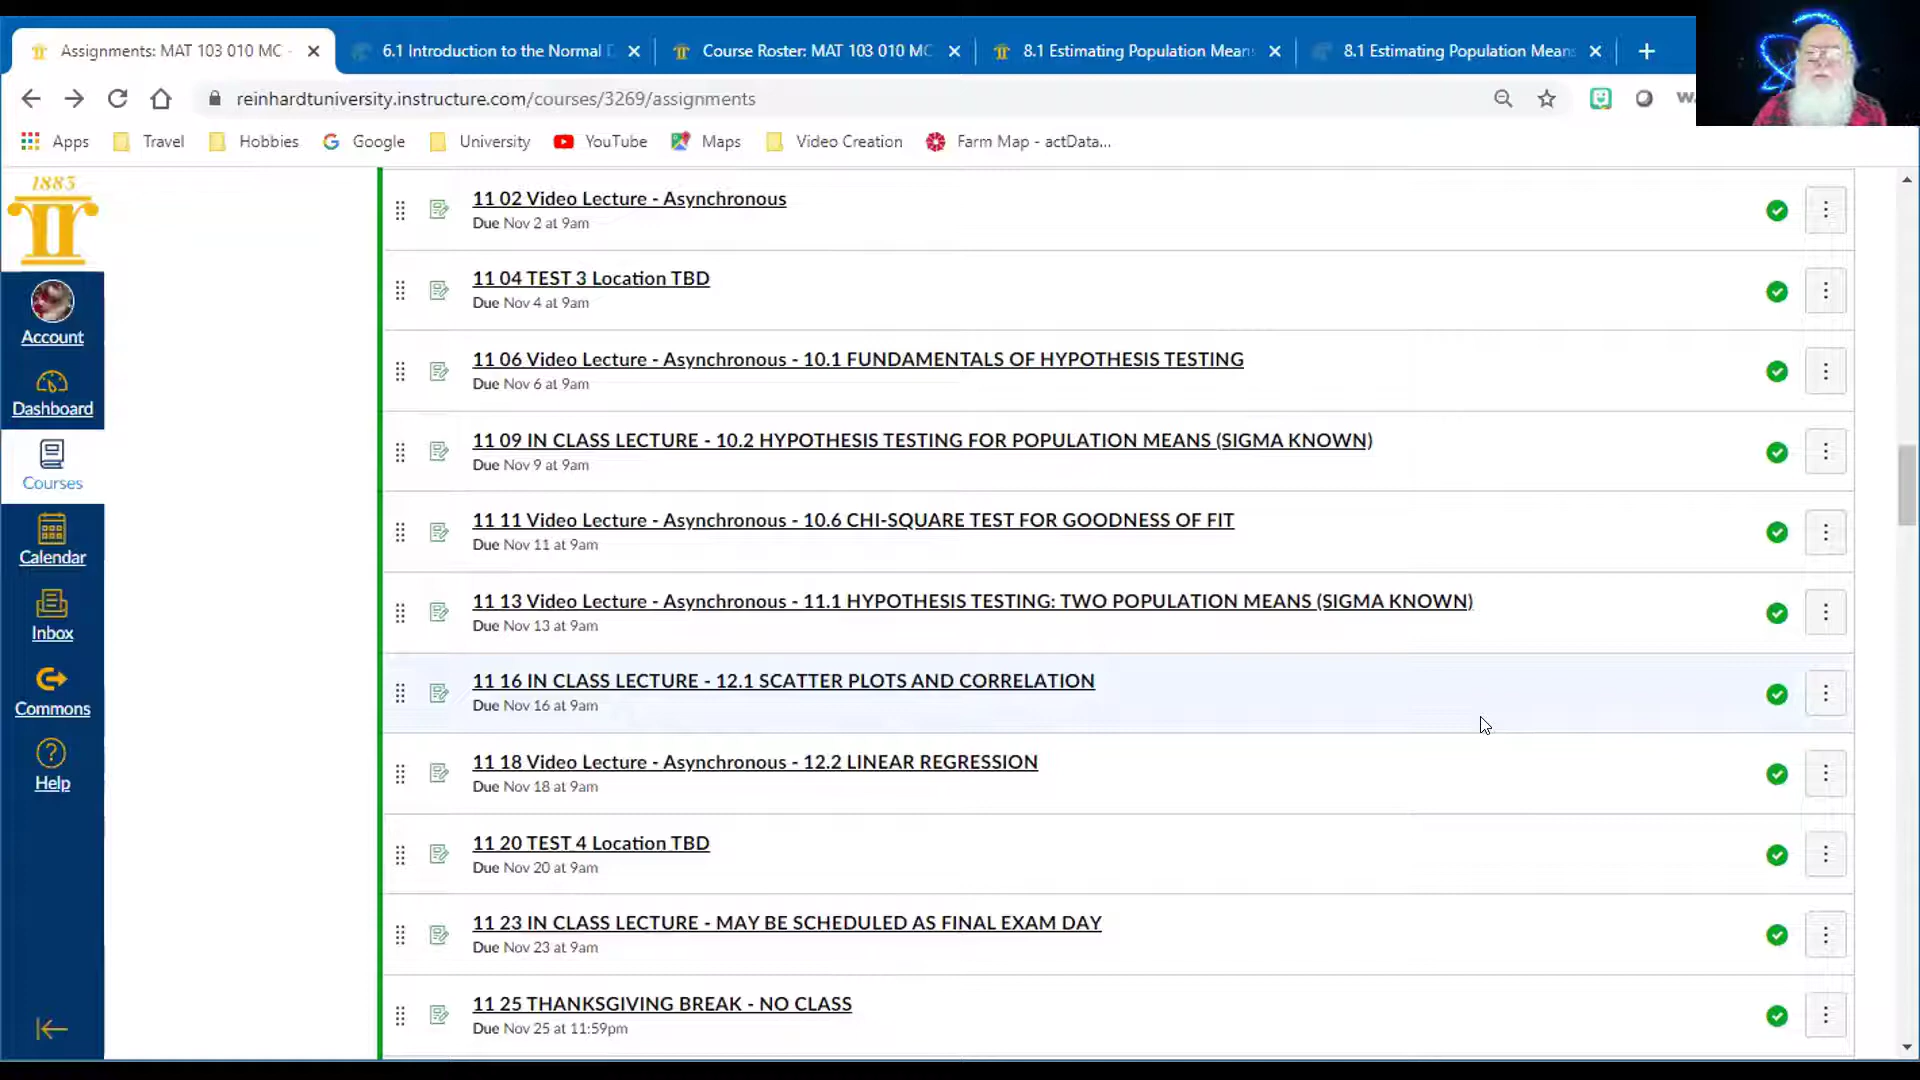 Assignments: MAT 103 010 MC -
6.1 Introduction to the Normal D
Course Roster: MAT 103 010 MC
8.1 Estimating Population Means
8.1 Estimating Population Means
reinhardtuniversity.instructure.com/courses/3269/assignments
Apps
Travel
Hobbies
Google
University
YouTube
Maps
Video Creation
Farm Map - actData...
1883
Account
Dashboard
Courses
Calendar
Inbox
Commons
Help
11 02 Video Lecture - Asynchronous
Due Nov 2 at 9am
11 04 TEST 3 Location TBD
Due Nov 4 at 9am
11 06 Video Lecture - Asynchronous - 10.1 FUNDAMENTALS OF HYPOTHESIS TESTING
Due Nov 6 at 9am
11 09 IN CLASS LECTURE - 10.2 HYPOTHESIS TESTING FOR POPULATION MEANS (SIGMA KNOWN)
Due Nov 9 at 9am
11 11 Video Lecture - Asynchronous - 10.6 CHI-SQUARE TEST FOR GOODNESS OF FIT
Due Nov 11 at 9am
11 13 Video Lecture - Asynchronous - 11.1 HYPOTHESIS TESTING: TWO POPULATION MEANS (SIGMA KNOWN)
Due Nov 13 at 9am
11 16 IN CLASS LECTURE - 12.1 SCATTER PLOTS AND CORRELATION
Due Nov 16 at 9am
11 18 Video Lecture - Asynchronous - 12.2 LINEAR REGRESSION
Due Nov 18 at 9am
11 20 TEST 4 Location TBD
Due Nov 20 at 9am
11 23 IN CLASS LECTURE - MAY BE SCHEDULED AS FINAL EXAM DAY
Due Nov 23 at 9am
11 25 THANKSGIVING BREAK - NO CLASS
Due Nov 25 at 11:59pm